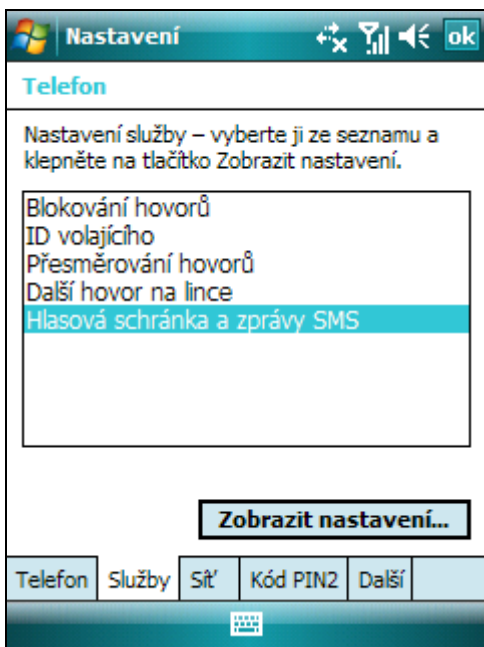 Nastavení
ok
Telefon
Nastavení služby – vyberte ji ze seznamu a
klepněte na tlačítko Zobrazit nastavení.
Blokování hovorů
ID volajícího
Přesměrování hovorů
Další hovor na lince
Hlasová schránka a zprávy SMS
Zobrazit nastavení...
Telefon Služby Síť Kód PIN2 Další